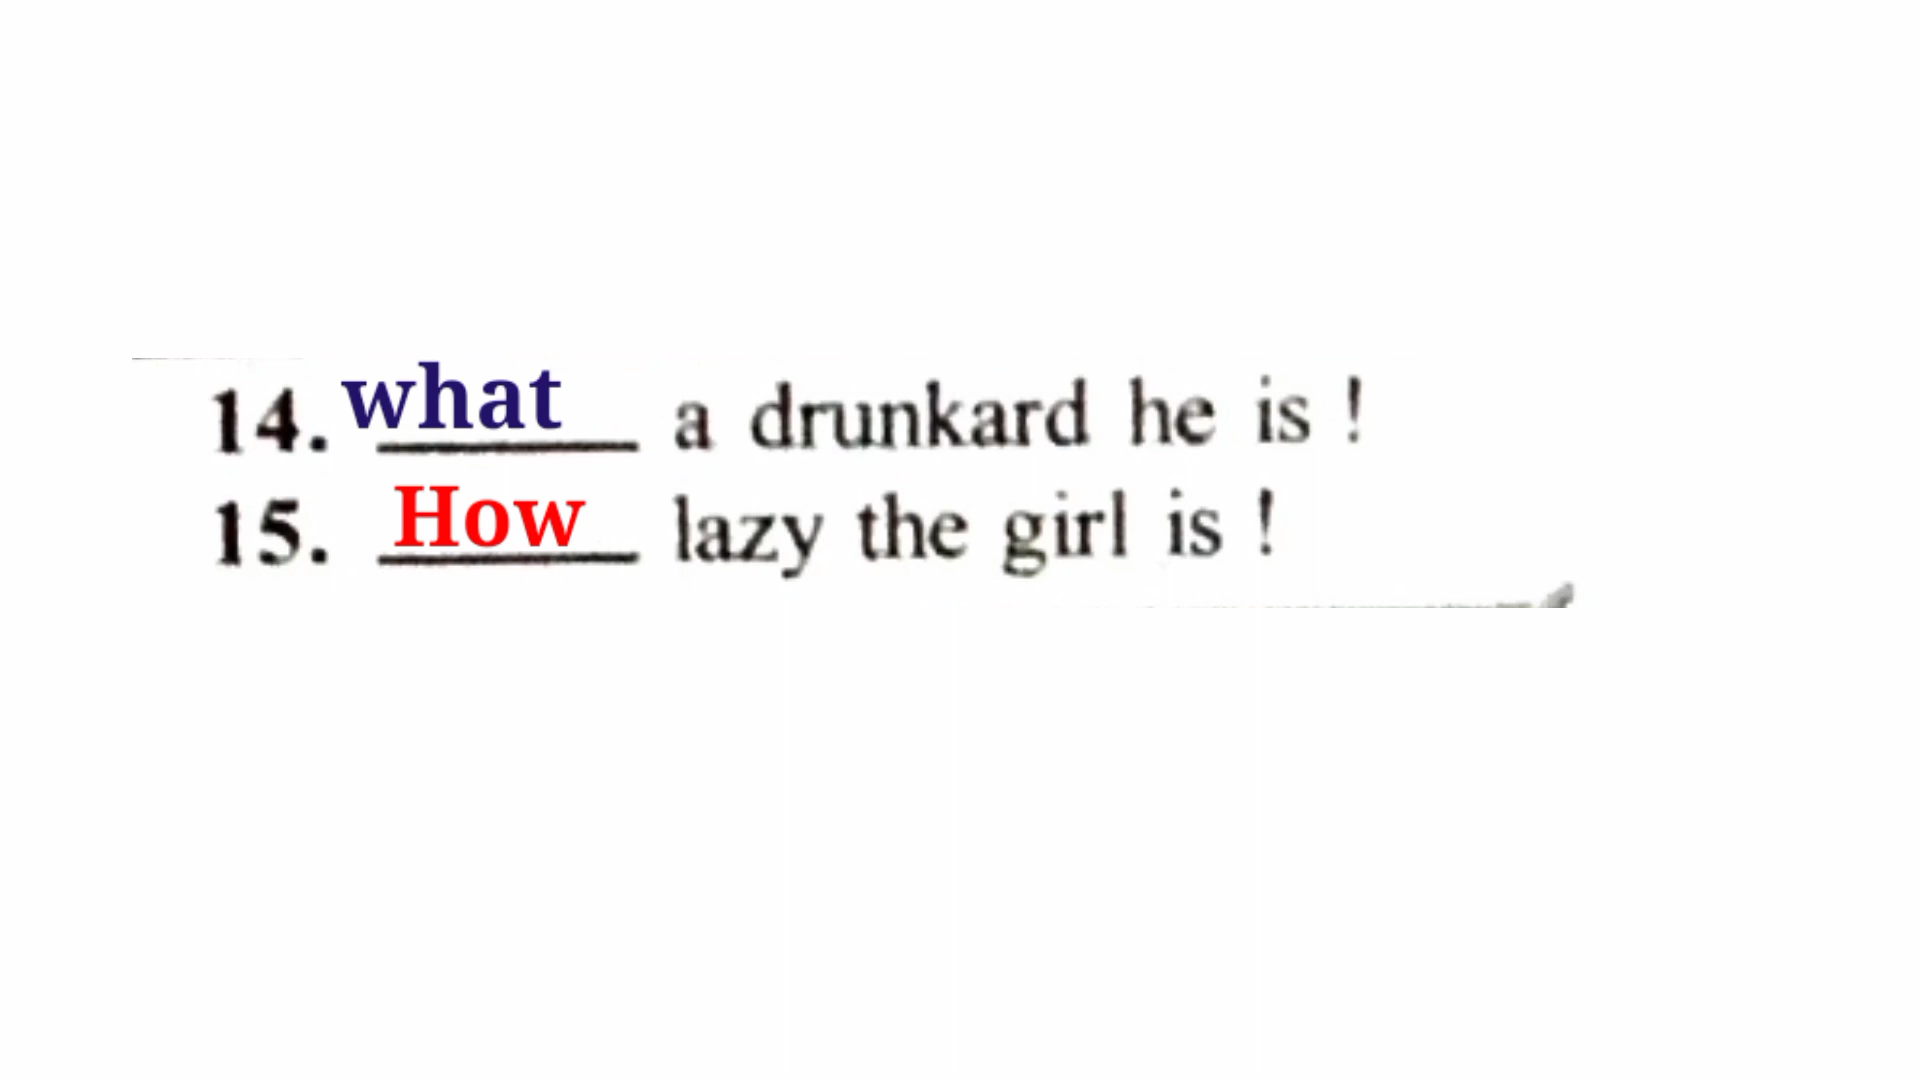 14. what a drunkard he is !
15. How lazy the girl is !